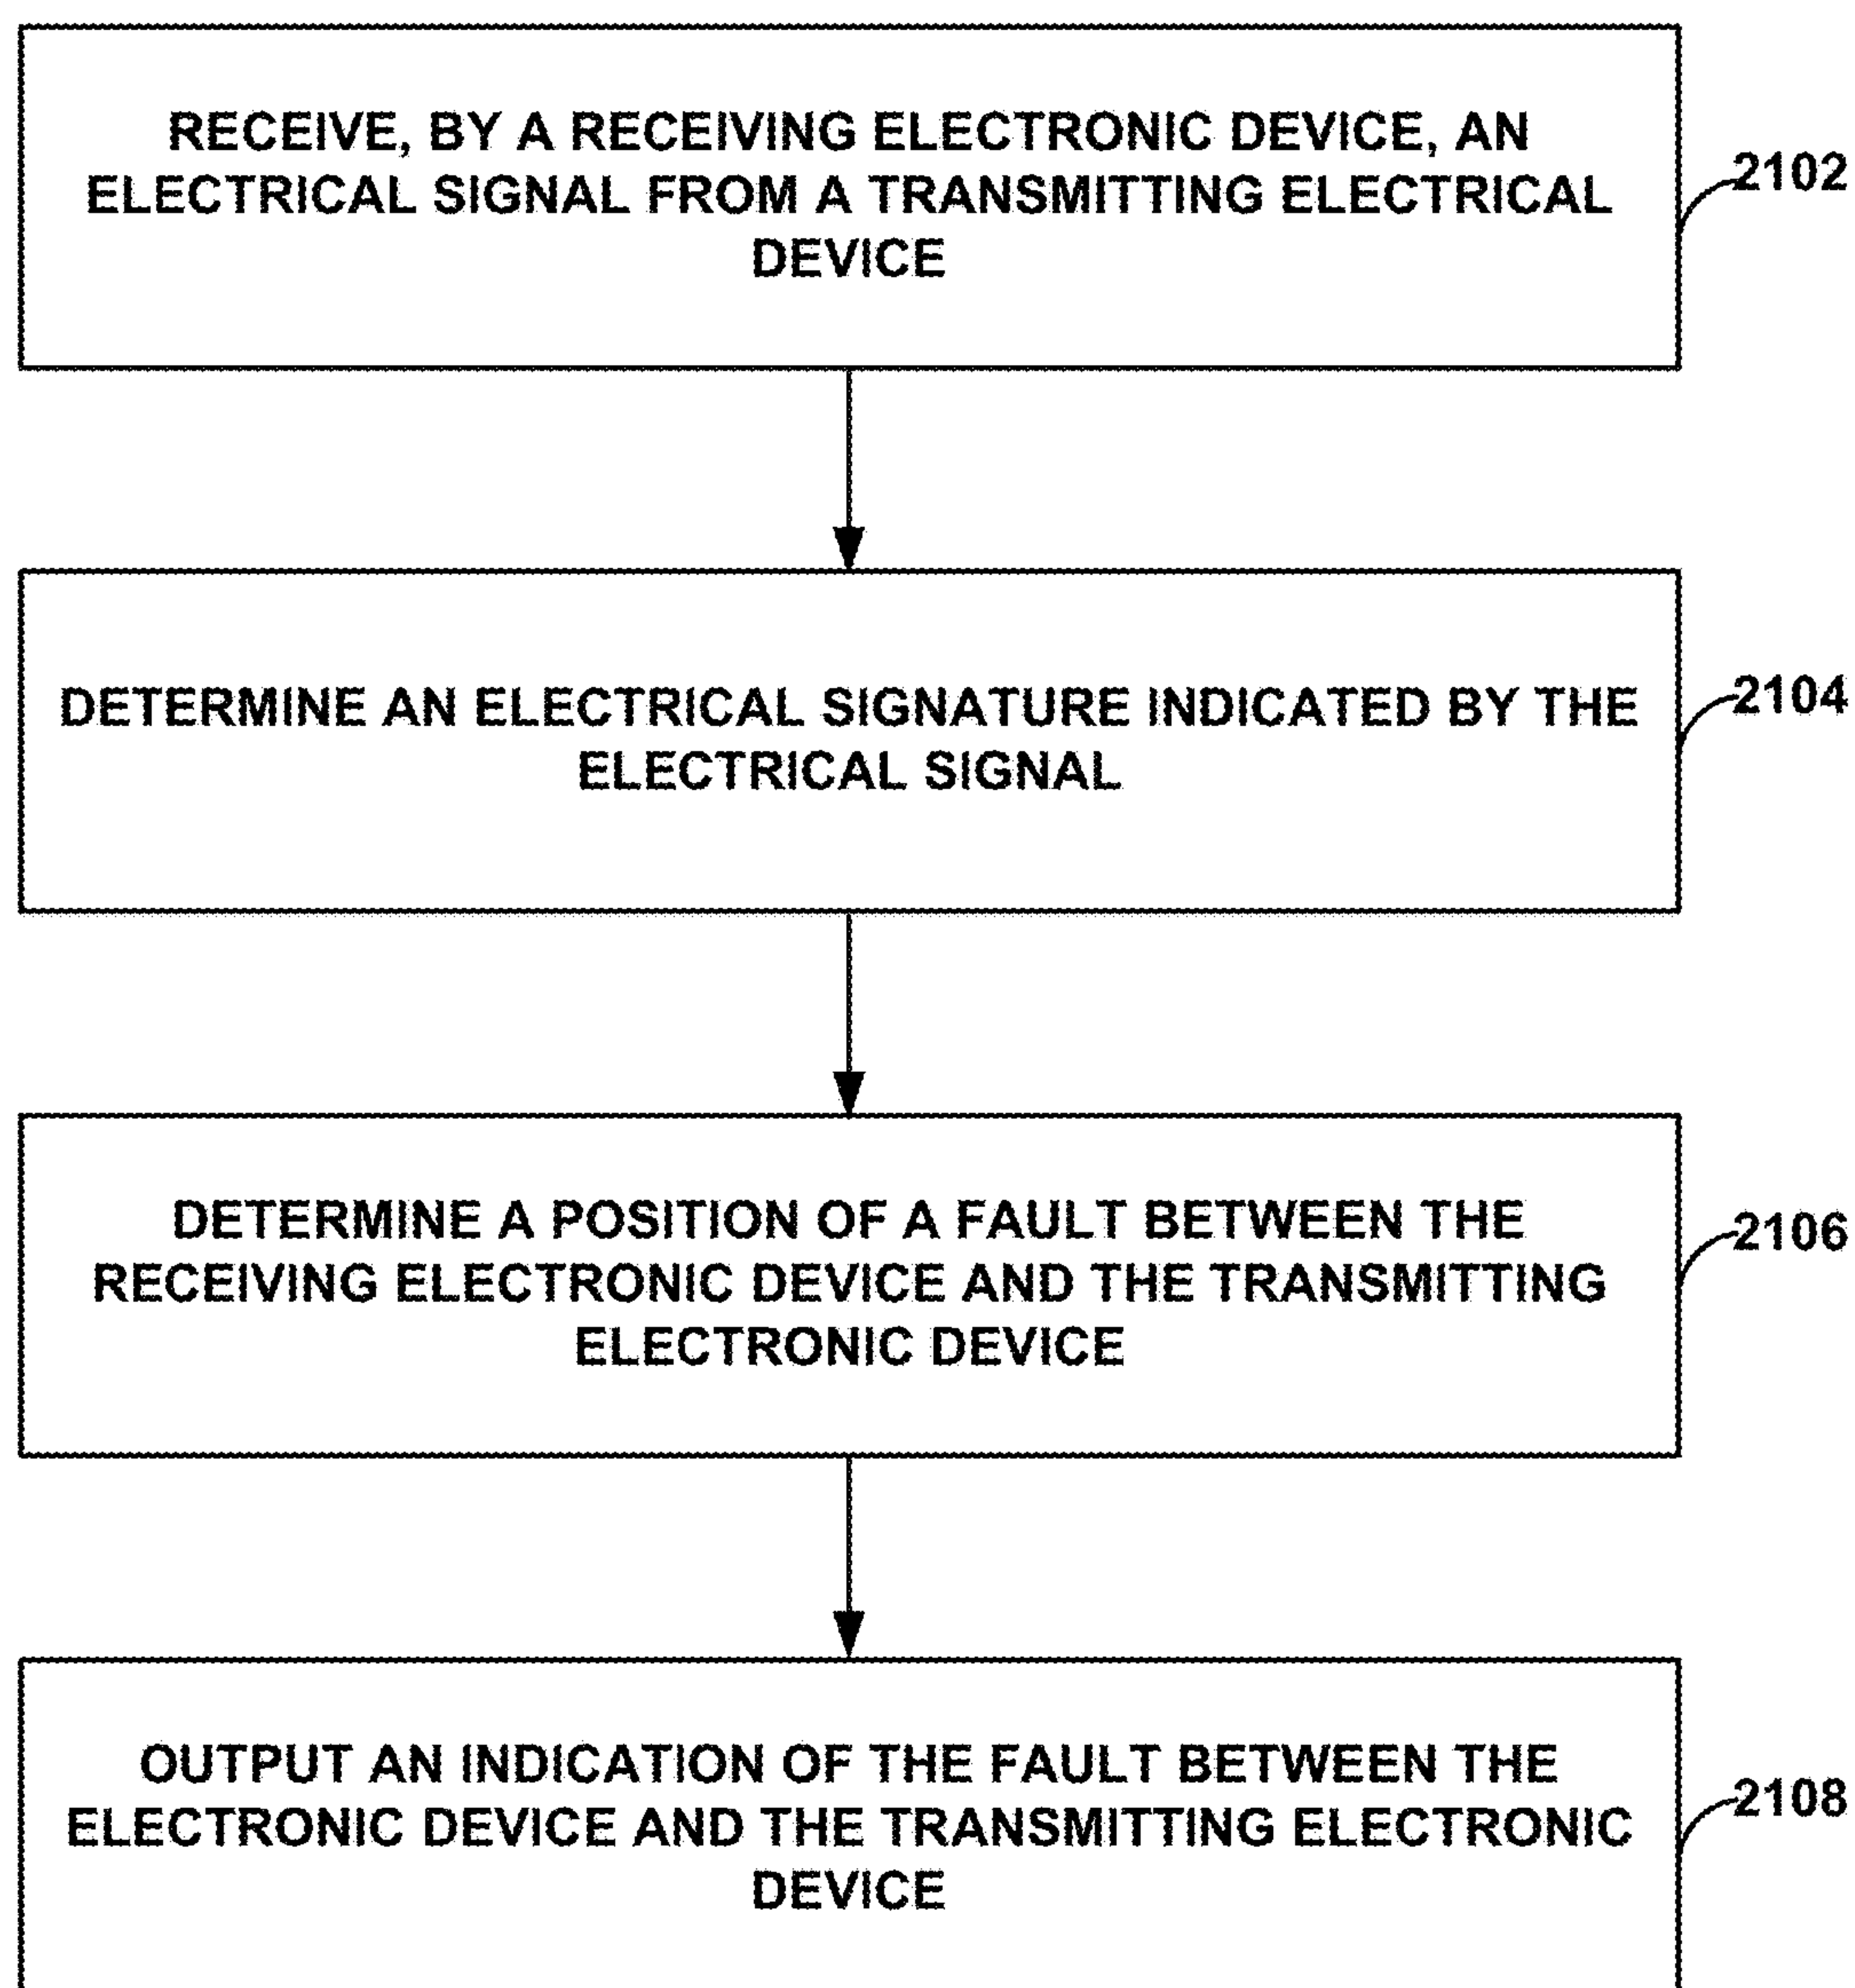 RECEIVE, BY A RECEIVING ELECTRONIC DEVICE, AN
ELECTRICAL SIGNAL FROM A TRANSMITTING ELECTRICAL
DEVICE
2102
DETERMINE AN ELECTRICAL SIGNATURE INDICATED BY THE
ELECTRICAL SIGNAL
2104
DETERMINE A POSITION OF A FAULT BETWEEN THE
RECEIVING ELECTRONIC DEVICE AND THE TRANSMITTING
ELECTRONIC DEVICE
2106
OUTPUT AN INDICATION OF THE FAULT BETWEEN THE
ELECTRONIC DEVICE AND THE TRANSMITTING ELECTRONIC
DEVICE
2108